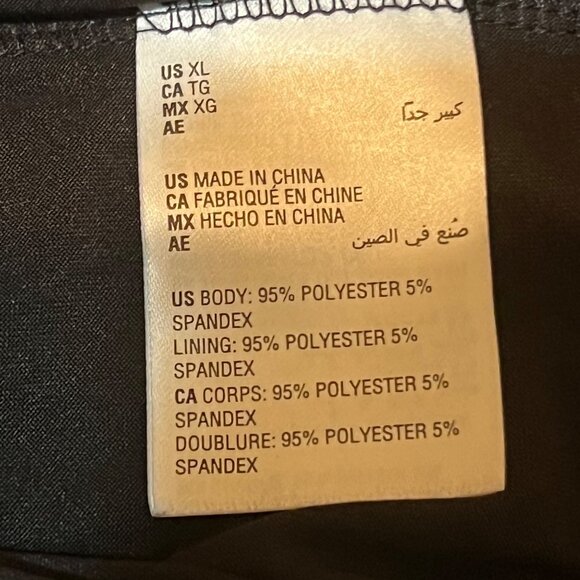 US XL
CA TG
MX XG
AE كبير جدًا
US MADE IN CHINA
CA FABRIQUÉ EN CHINE
MX HECHO EN CHINA
AE صُنع في الصين
US BODY: 95% POLYESTER 5%
SPANDEX
LINING: 95% POLYESTER 5%
SPANDEX
CA CORPS: 95% POLYESTER 5%
SPANDEX
DOUBLURE: 95% POLYESTER 5%
SPANDEX